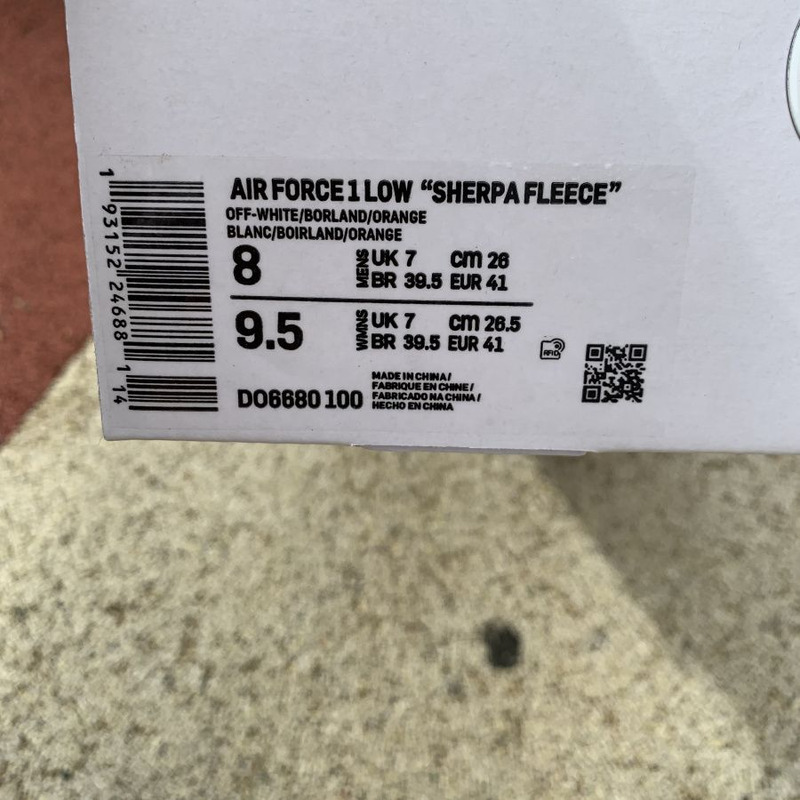 AIR FORCE 1 LOW “SHERPA FLEECE”
OFF-WHITE/BORLAND/ORANGE
BLANC/BOIRLAND/ORANGE
8 MENS UK 7 cm 26
BR 39.5 EUR 41
9.5 WMNS UK 7 cm 26.5
BR 39.5 EUR 41
RFID
DO6680 100
MADE IN CHINA/
FABRIQUE EN CHINE/
FABRICADO NA CHINA/
HECHO EN CHINA
1 93152 24688 1 14